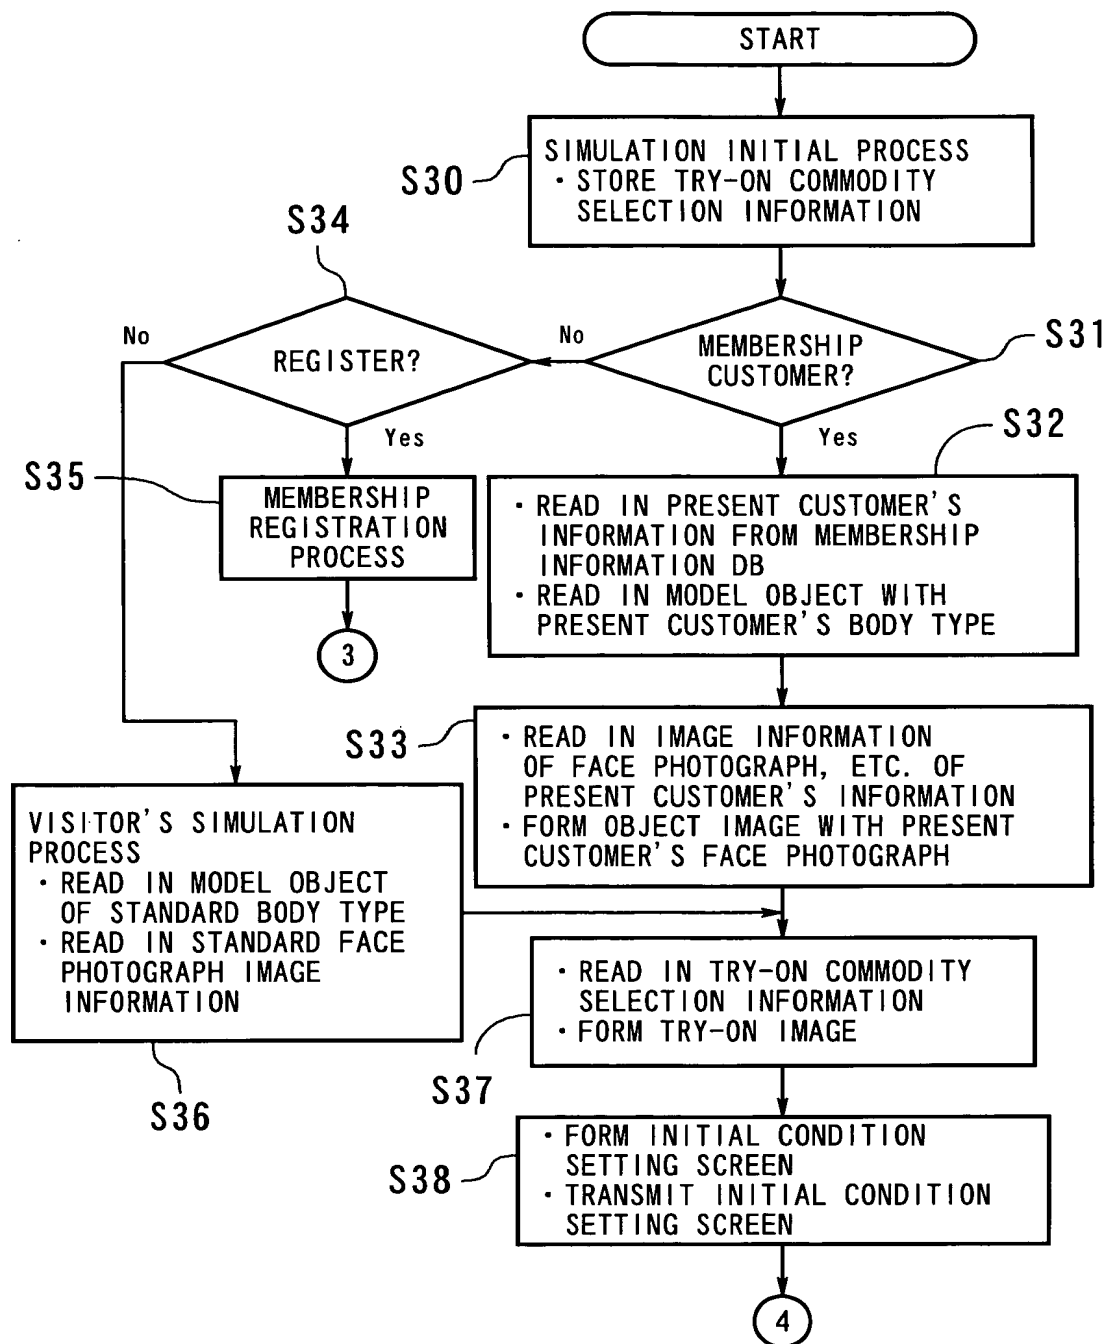 START
SIMULATION INITIAL PROCESS
・STORE TRY-ON COMMODITY
SELECTION INFORMATION
S30
S34
No
REGISTER?
No
MEMBERSHIP
CUSTOMER?
S31
Yes
Yes
S32
S35
MEMBERSHIP
REGISTRATION
PROCESS
・READ IN PRESENT CUSTOMER'S
INFORMATION FROM MEMBERSHIP
INFORMATION DB
・READ IN MODEL OBJECT WITH
PRESENT CUSTOMER'S BODY TYPE
3
S33
・READ IN IMAGE INFORMATION
OF FACE PHOTOGRAPH, ETC. OF
PRESENT CUSTOMER'S INFORMATION
・FORM OBJECT IMAGE WITH PRESENT
CUSTOMER'S FACE PHOTOGRAPH
VISITOR'S SIMULATION
PROCESS
・READ IN MODEL OBJECT
OF STANDARD BODY TYPE
・READ IN STANDARD FACE
PHOTOGRAPH IMAGE
INFORMATION
S36
・READ IN TRY-ON COMMODITY
SELECTION INFORMATION
・FORM TRY-ON IMAGE
S37
・FORM INITIAL CONDITION
SETTING SCREEN
・TRANSMIT INITIAL CONDITION
SETTING SCREEN
S38
4